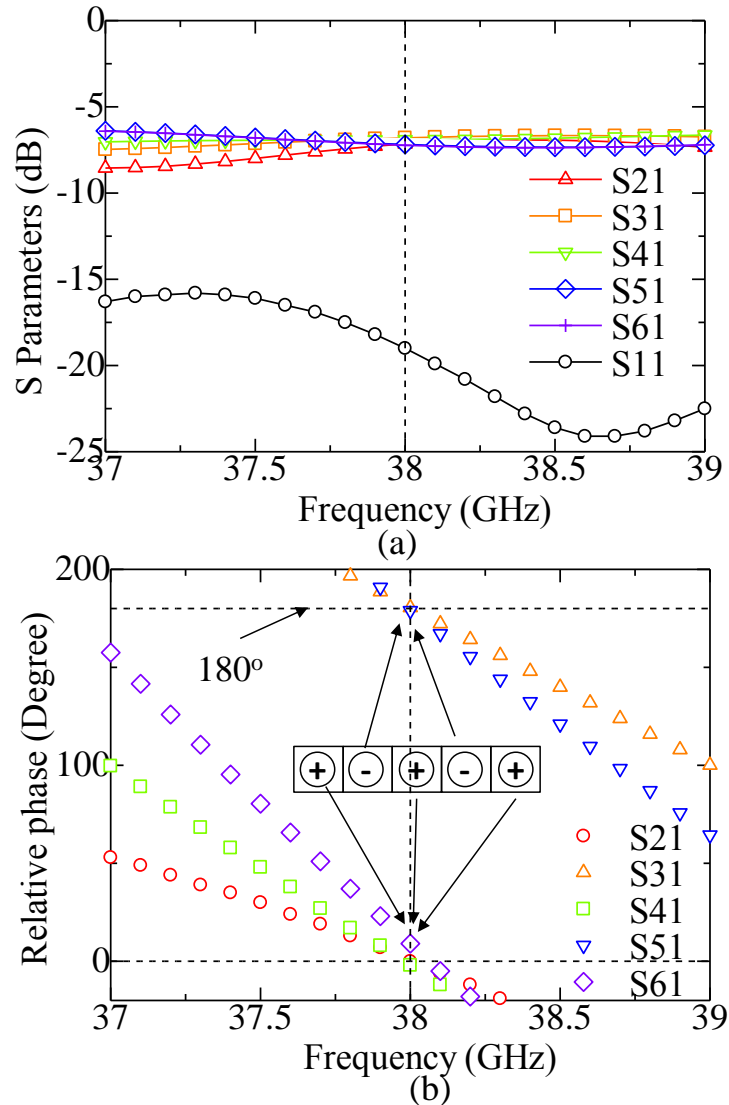 0
-5
-10
-15
-20
-25
S Parameters (dB)
S21
S31
S41
S51
S61
S11
37
37.5
38
38.5
39
Frequency (GHz)
(a)
200
100
0
Relative phase (Degree)
180°
+ - + - +
S21
S31
S41
S51
S61
37
37.5
38
38.5
39
Frequency (GHz)
(b)